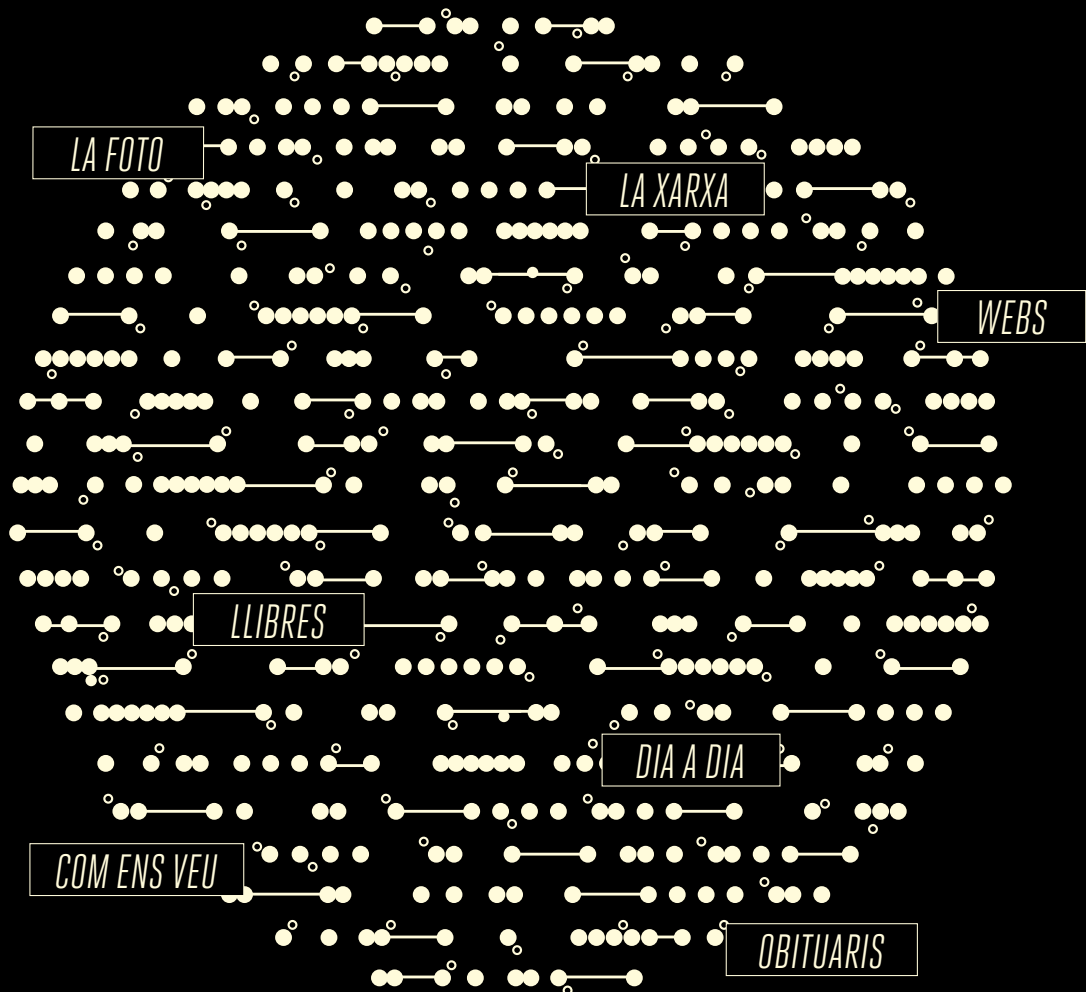 LA FOTO
LA XARXA
WEBS
LLIBRES
DIA A DIA
COM ENS VEU
OBITUARIS